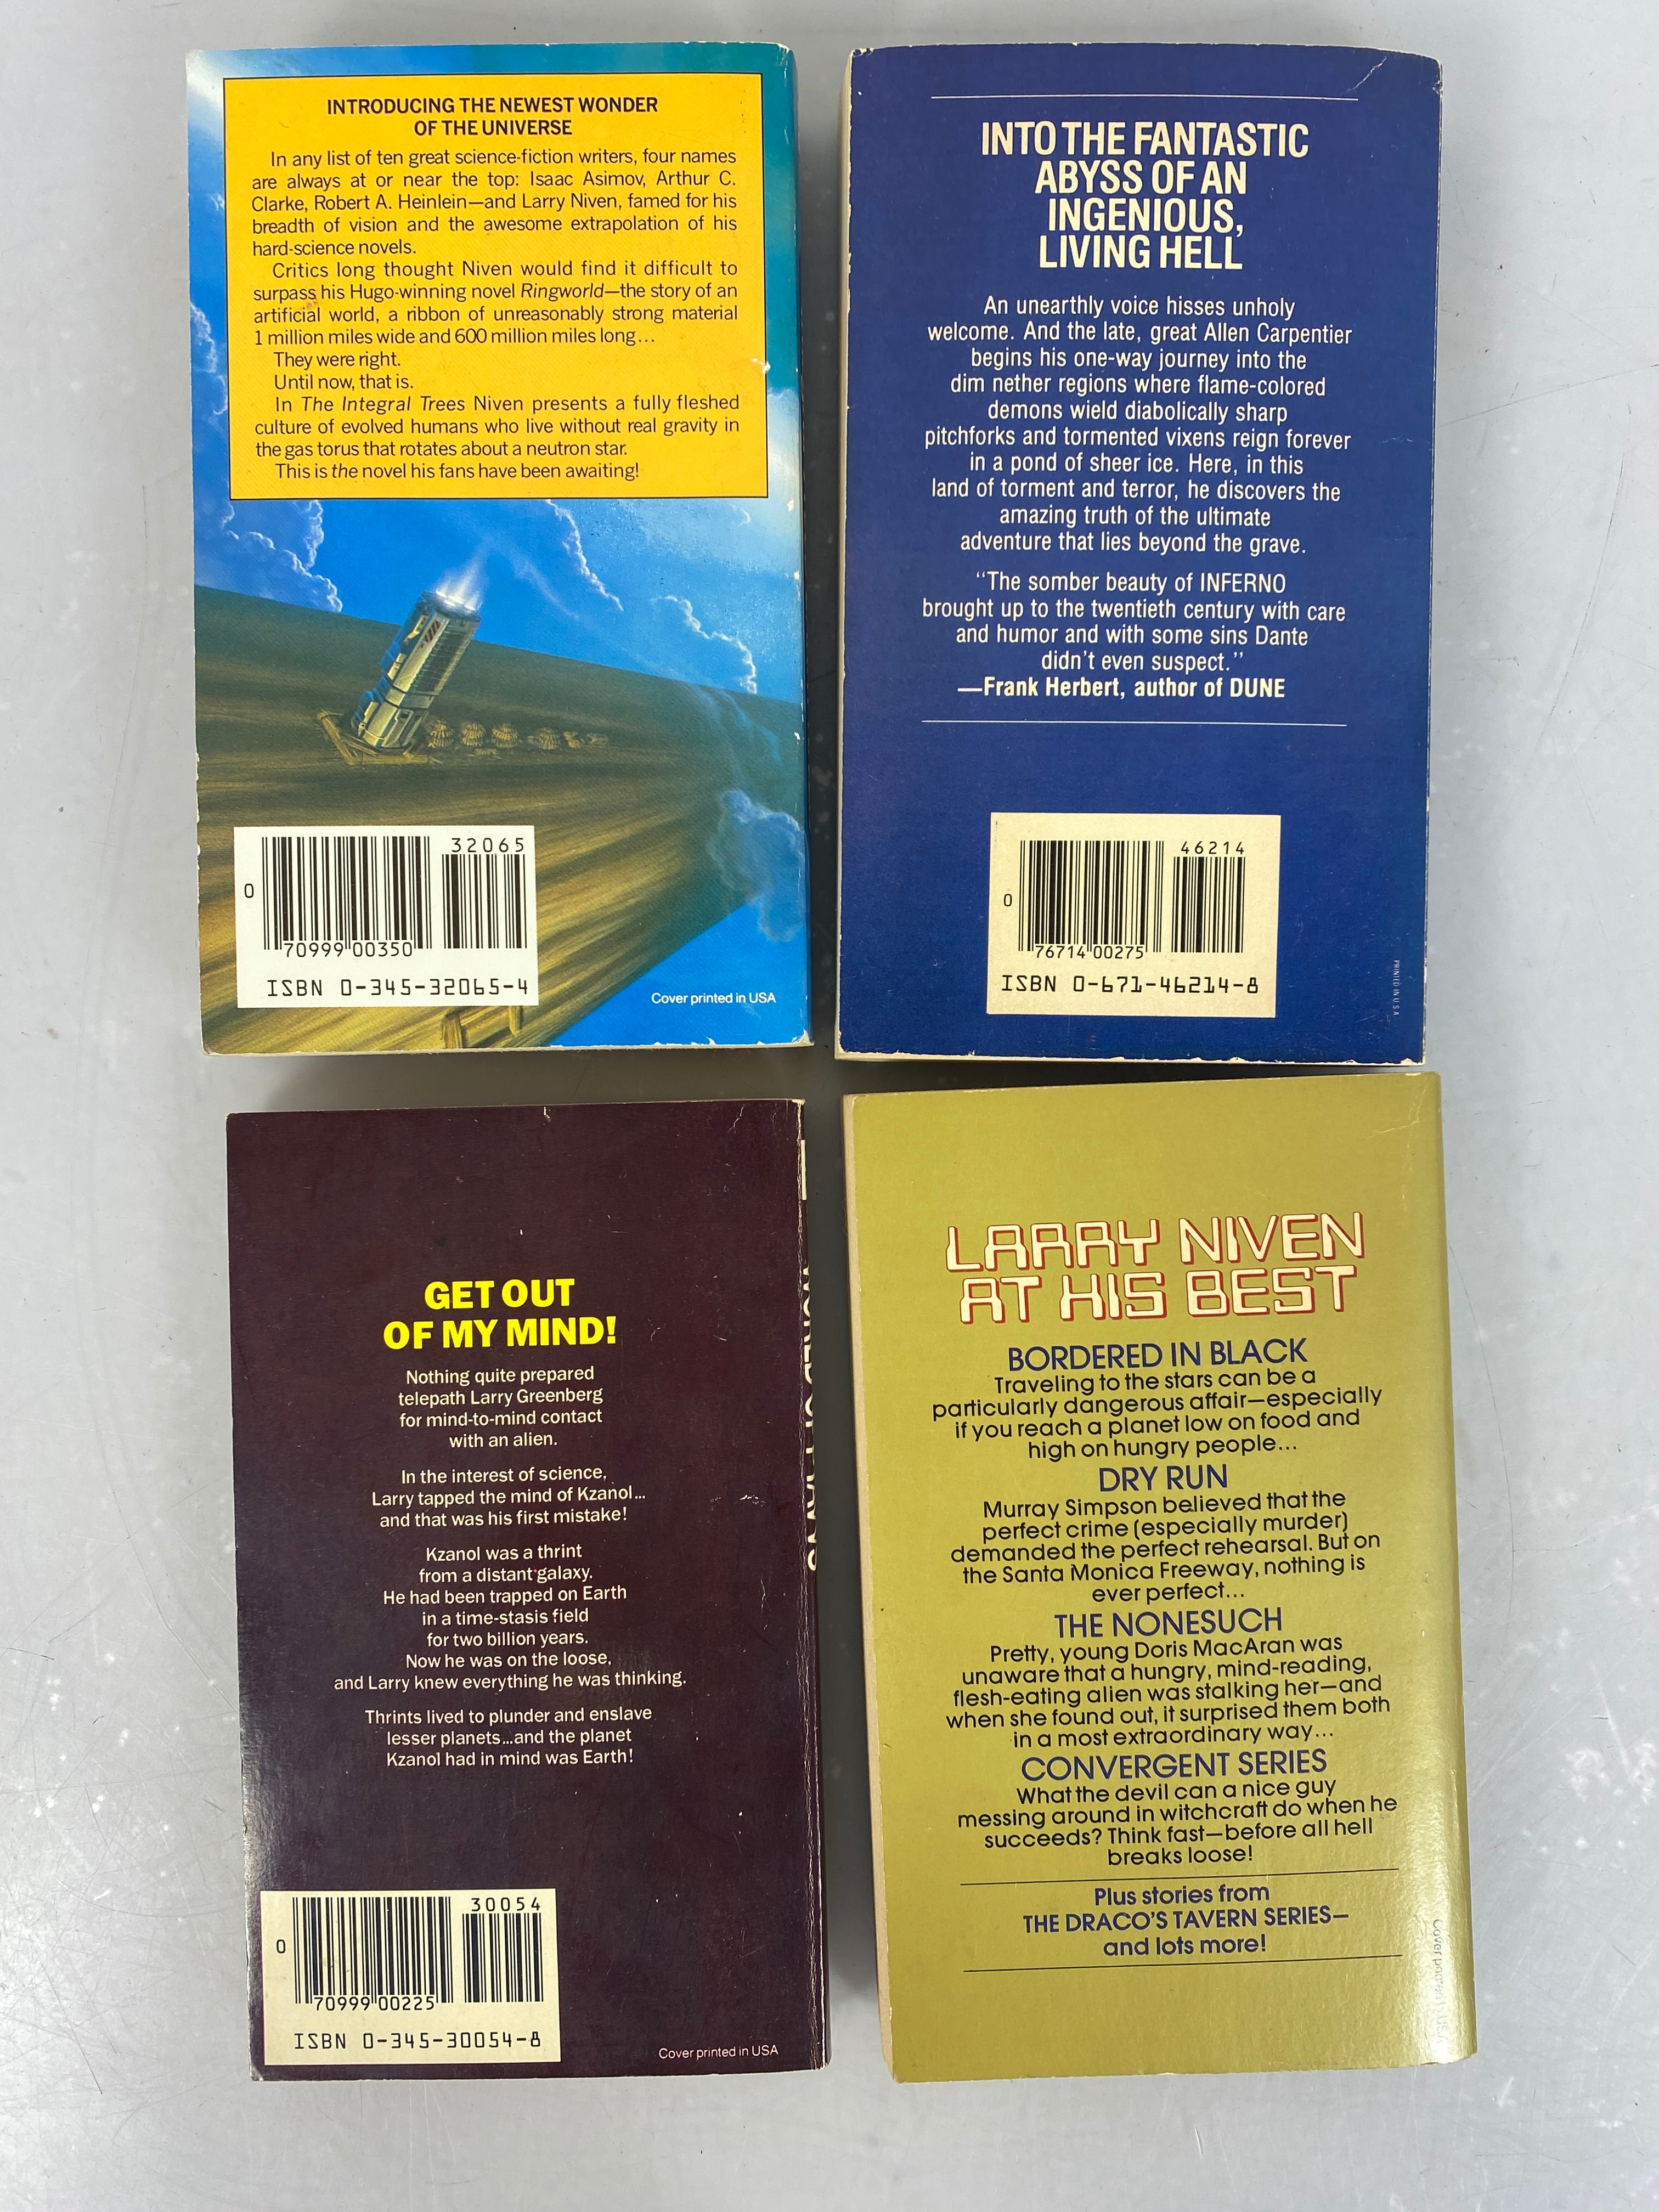 INTRODUCING THE NEWEST WONDER
OF THE UNIVERSE
In any list of ten great science-fiction writers, four names
are always at or near the top: Isaac Asimov, Arthur C.
Clarke, Robert A. Heinlein—and Larry Niven, famed for his
breadth of vision and the awesome extrapolation of his
hard-science novels.
Critics long thought Niven would find it difficult to
surpass his Hugo-winning novel Ringworld—the story of an
artificial world, a ribbon of unreasonably strong material
1 million miles wide and 600 million miles long...
They were right.
Until now, that is.
In The Integral Trees Niven presents a fully fleshed
culture of evolved humans who live without real gravity in
the gas torus that rotates about a neutron star.
This is the novel his fans have been awaiting!
32065
0
70999 00350
ISBN 0-345-32065-4
Cover printed in USA
INTO THE FANTASTIC
ABYSS OF AN
INGENIOUS,
LIVING HELL
An unearthly voice hisses unholy
welcome. And the late, great Allen Carpentier
begins his one-way journey into the
dim nether regions where flame-colored
demons wield diabolically sharp
pitchforks and tormented vixens reign forever
in a pond of sheer ice. Here, in this
land of torment and terror, he discovers the
amazing truth of the ultimate
adventure that lies beyond the grave.
"The somber beauty of INFERNO
brought up to the twentieth century with care
and humor and with some sins Dante
didn't even suspect."
—Frank Herbert, author of DUNE
46214
0
76714 00275
ISBN 0-671-46214-8
PRINTED IN U.S.A.
GET OUT
OF MY MIND!
Nothing quite prepared
telepath Larry Greenberg
for mind-to-mind contact
with an alien.
In the interest of science,
Larry tapped the mind of Kzanol...
and that was his first mistake!
Kzanol was a thrint
from a distant galaxy.
He had been trapped on Earth
in a time-stasis field
for two billion years.
Now he was on the loose,
and Larry knew everything he was thinking.
Thrints lived to plunder and enslave
lesser planets...and the planet
Kzanol had in mind was Earth!
30054
0
70999 00225
ISBN 0-345-30054-8
Cover printed in USA
LARRY NIVEN
AT HIS BEST
BORDERED IN BLACK
Traveling to the stars can be a
particularly dangerous affair—especially
if you reach a planet low on food and
high on hungry people...
DRY RUN
Murray Simpson believed that the
perfect crime (especially murder)
demanded the perfect rehearsal. But on
the Santa Monica Freeway, nothing is
ever perfect...
THE NONESUCH
Pretty, young Doris MacAran was
unaware that a hungry, mind-reading,
flesh-eating alien was stalking her—and
when she found out, it surprised them both
in a most extraordinary way...
CONVERGENT SERIES
What the devil can a nice guy
messing around in witchcraft do when he
succeeds? Think fast—before all hell
breaks loose!
Plus stories from
THE DRACO'S TAVERN SERIES—
and lots more!
Cover printed in USA